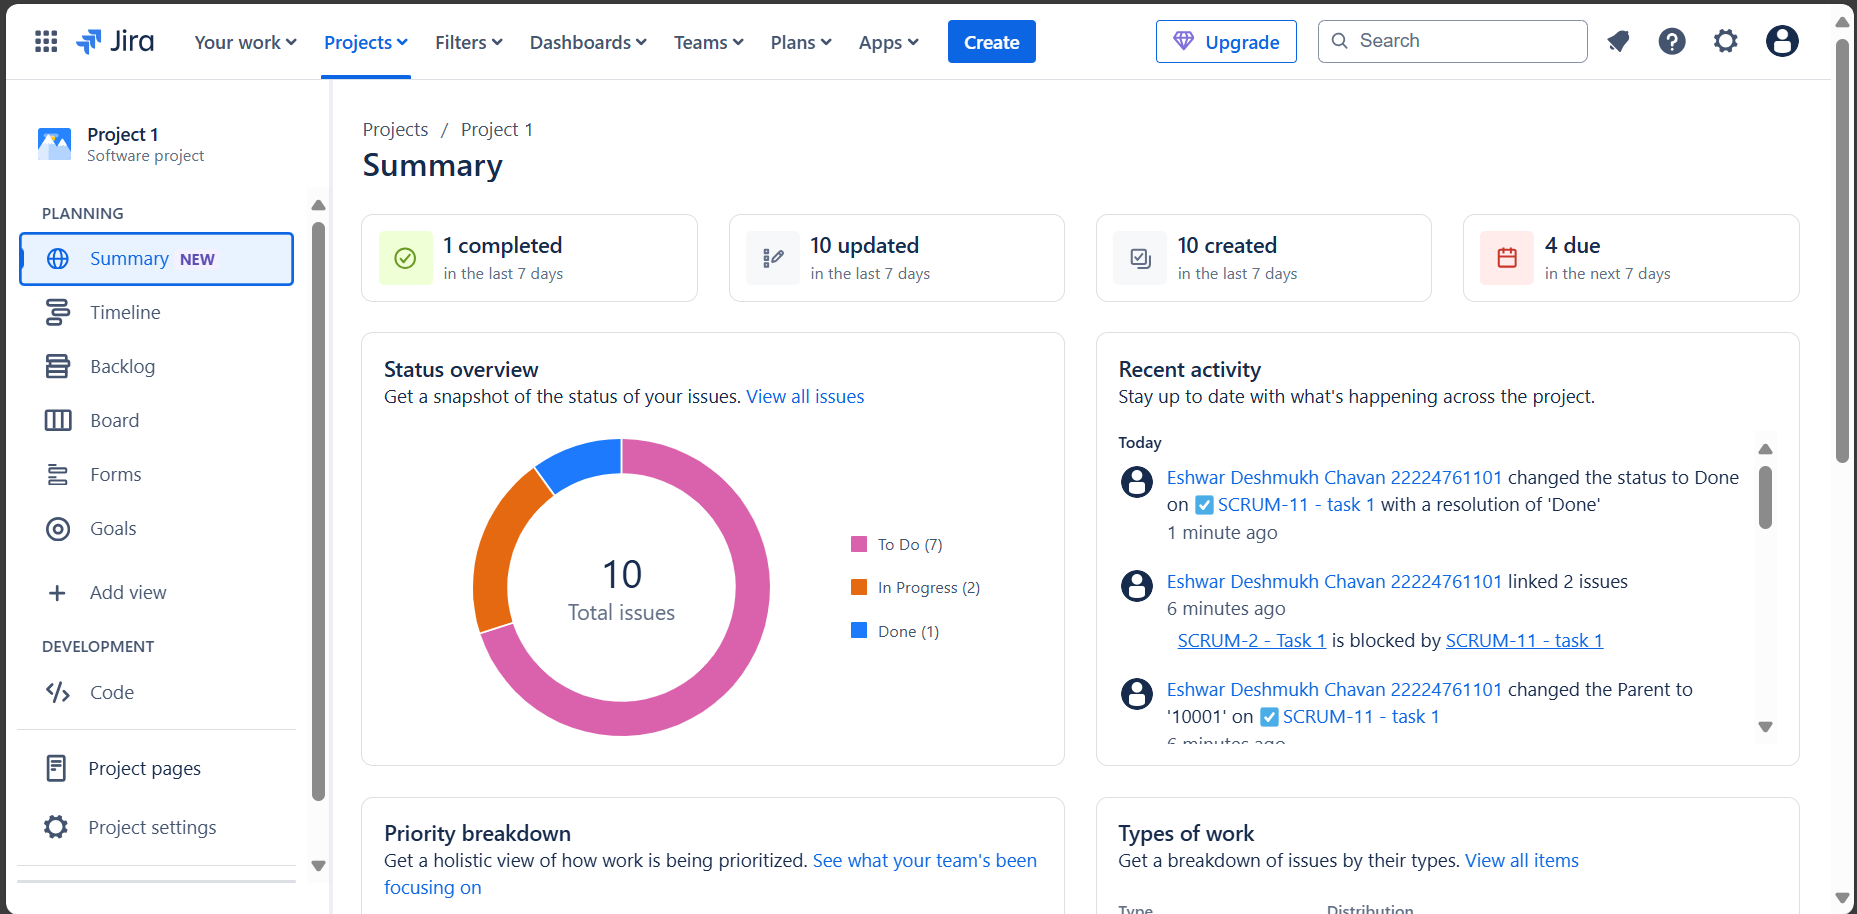 Jira
Your work
Projects
Filters
Dashboards
Teams
Plans
Apps
Create
Upgrade
Search
Project 1
Software project
PLANNING
Summary NEW
Timeline
Backlog
Board
Forms
Goals
Add view
DEVELOPMENT
Code
Project pages
Project settings
Projects / Project 1
Summary
1 completed
in the last 7 days
10 updated
in the last 7 days
10 created
in the last 7 days
4 due
in the next 7 days
Status overview
Get a snapshot of the status of your issues. View all issues
10
Total issues
To Do (7)
In Progress (2)
Done (1)
Recent activity
Stay up to date with what's happening across the project.
Today
Eshwar Deshmukh Chavan 22224761101 changed the status to Done
on SCRUM-11 - task 1 with a resolution of 'Done'
1 minute ago
Eshwar Deshmukh Chavan 22224761101 linked 2 issues
6 minutes ago
SCRUM-2 - Task 1 is blocked by SCRUM-11 - task 1
Eshwar Deshmukh Chavan 22224761101 changed the Parent to
'10001' on SCRUM-11 - task 1
6 minutes ago
Priority breakdown
Get a holistic view of how work is being prioritized. See what your team's been
focusing on
Types of work
Get a breakdown of issues by their types. View all items
Type
Distribution